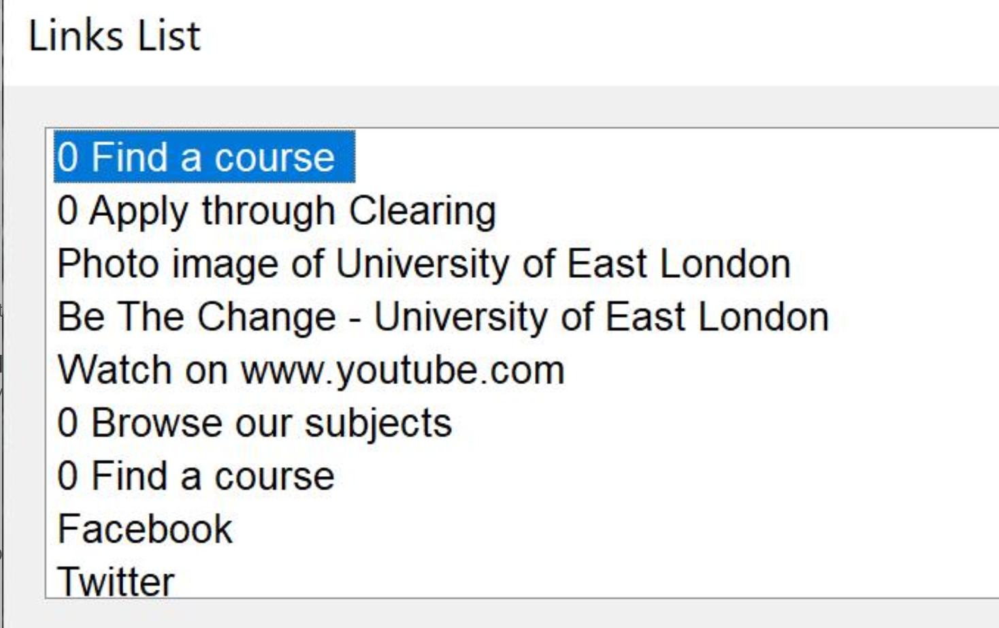 Links List
0 Find a course
0 Apply through Clearing
Photo image of University of East London
Be The Change - University of East London
Watch on www.youtube.com
0 Browse our subjects
0 Find a course
Facebook
Twitter